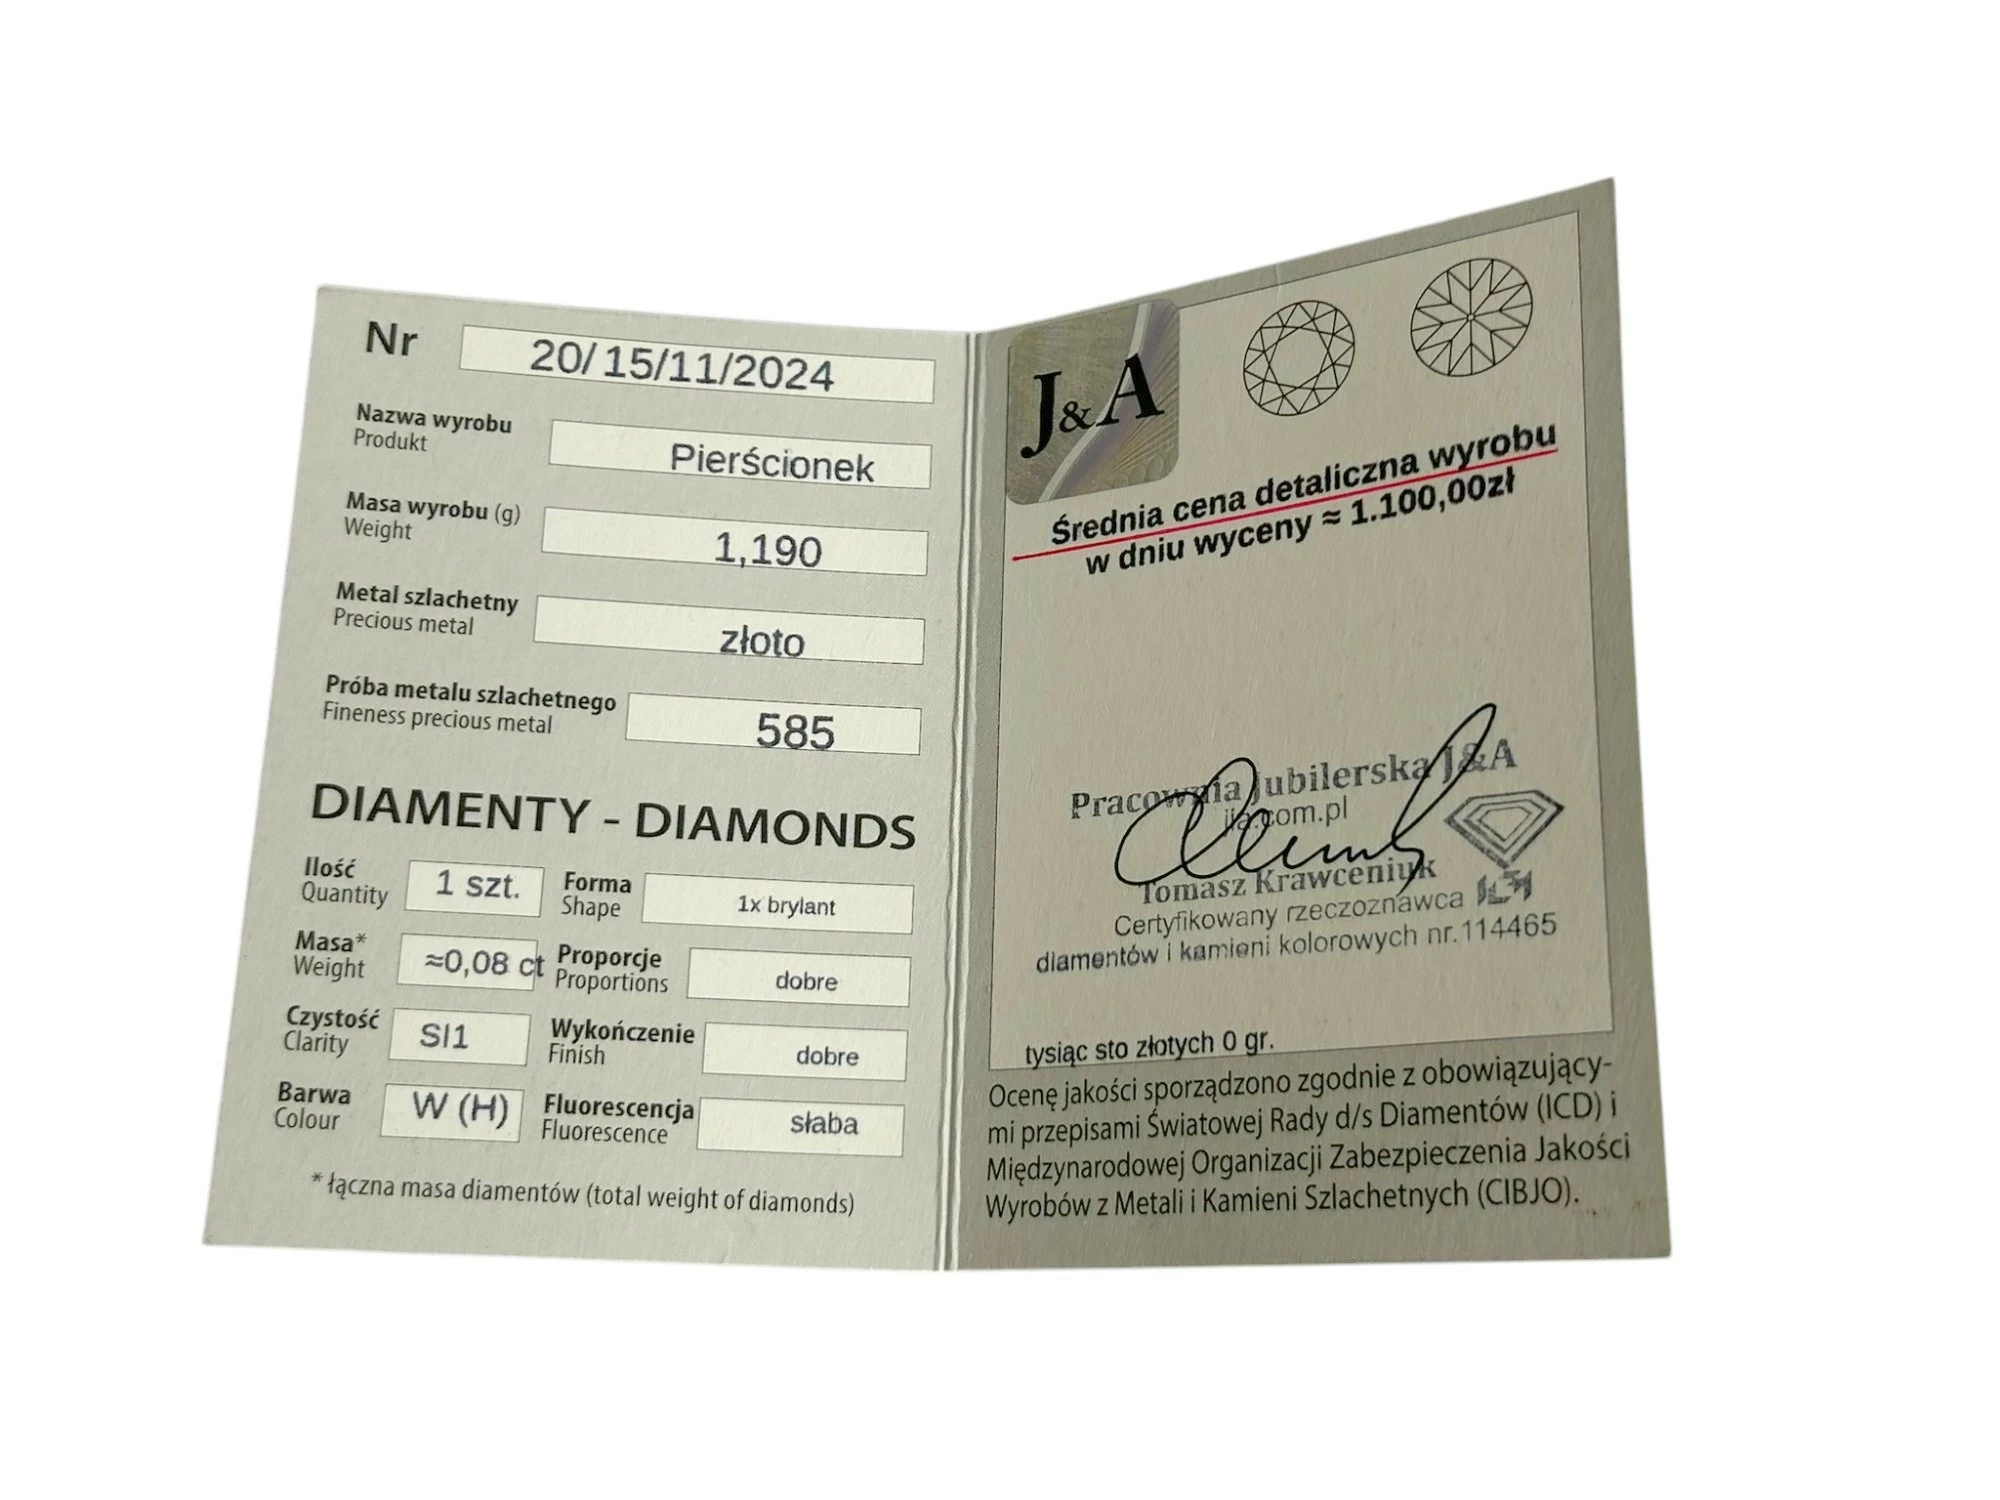 Nr 20/ 15/11/2024
Nazwa wyrobu
Produkt
Pierścionek
Masa wyrobu (g)
Weight
1,190
Metal szlachetny
Precious metal
złoto
Próba metalu szlachetnego
Fineness precious metal
585
DIAMENTY - DIAMONDS
Ilość
Quantity
1 szt.
Forma
Shape
1x brylant
Masa*
Weight
≈0,08 ct
Proporcje
Proportions
dobre
Czystość
Clarity
SI1
Wykończenie
Finish
dobre
Barwa
Colour
W (H)
Fluorescencja
Fluorescence
słaba
* łączna masa diamentów (total weight of diamonds)
J&A
Średnia cena detaliczna wyrobu
w dniu wyceny ≈ 1.100,00zł
Pracownia Jubilerska J&A
jja.com.pl
Tomasz Krawceniuk
Certyfikowany rzeczoznawca
diamentów i kamieni kolorowych nr.114465
tysiąc sto złotych 0 gr.
Ocenę jakości sporządzono zgodnie z obowiązujący-
mi przepisami Światowej Rady d/s Diamentów (ICD) i
Międzynarodowej Organizacji Zabezpieczenia Jakości
Wyrobów z Metali i Kamieni Szlachetnych (CIBJO).